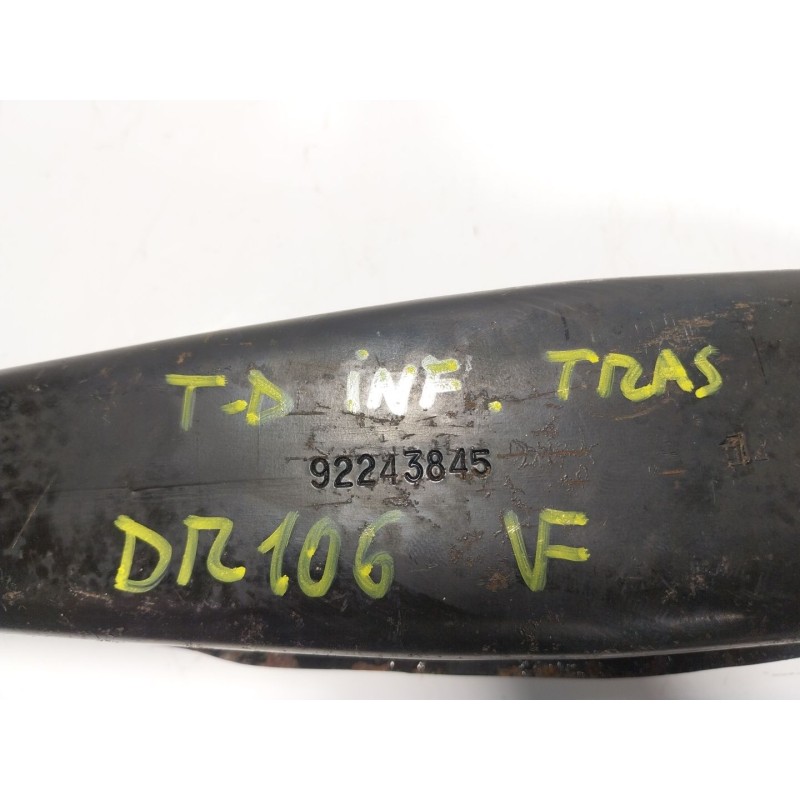 T-D INF. TRAS
92243845
DR106 VF